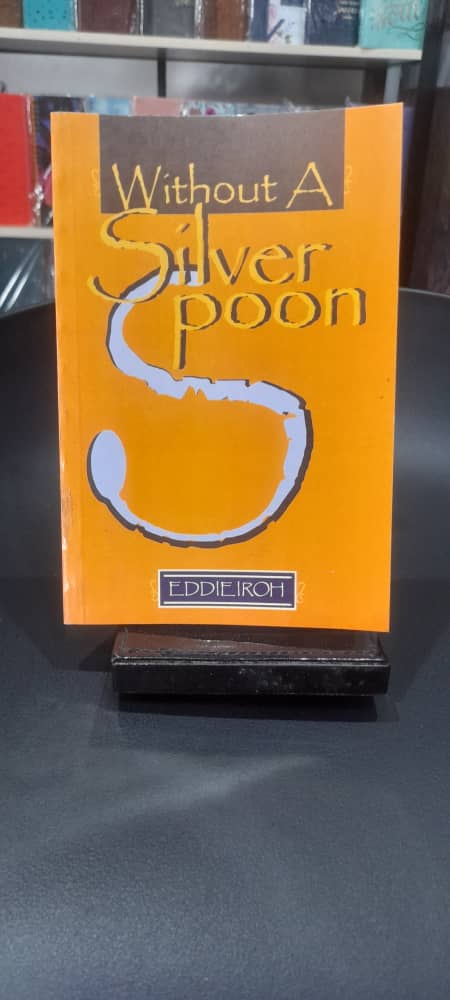 Without A
Silver
Spoon
EDDIE IROH